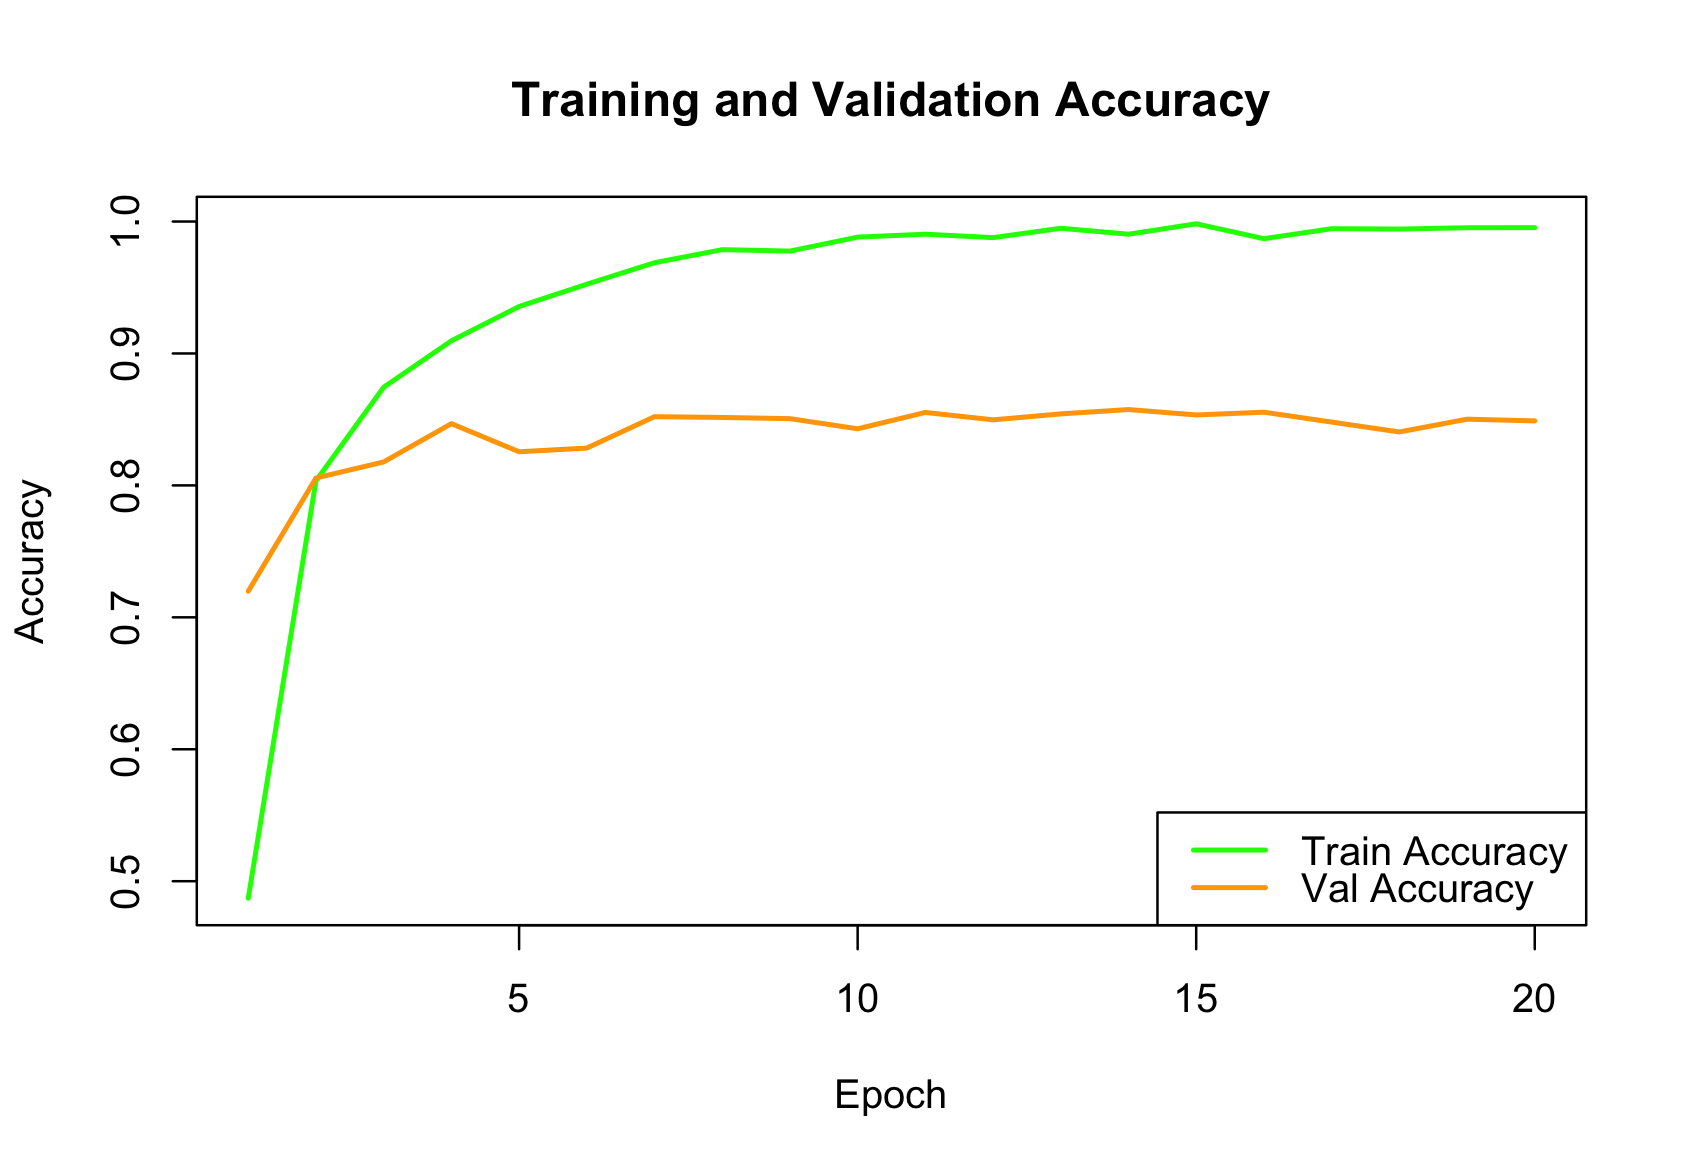 Training and Validation Accuracy
1.0
0.9
0.8
0.7
0.6
0.5
Accuracy
Train Accuracy
Val Accuracy
5 10 15 20
Epoch